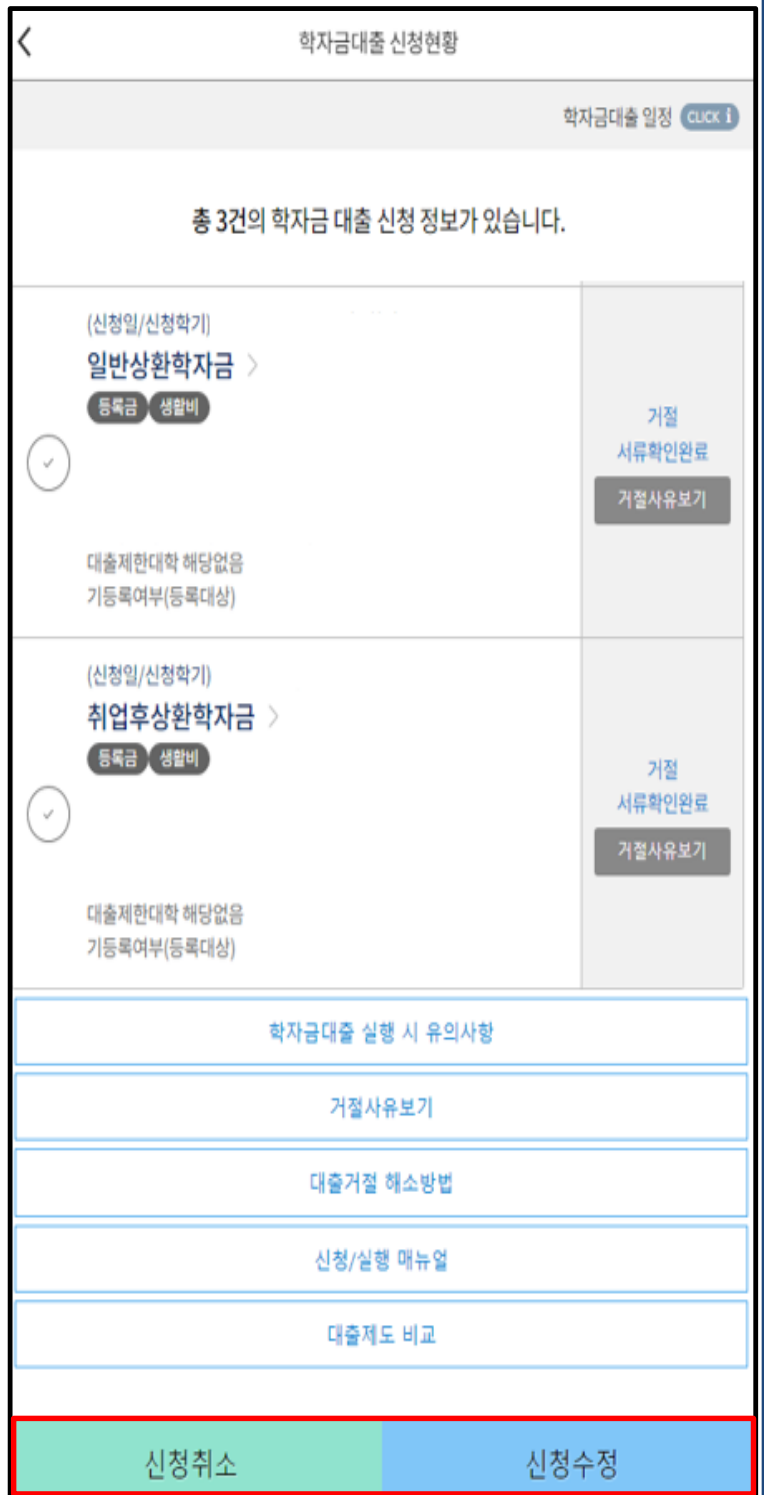 학자금대출 신청현황
학자금대출 일정 CLICK i
총 3건의 학자금 대출 신청 정보가 있습니다.
(신청일/신청학기)
일반상환학자금
등록금 생활비
거절
서류확인완료
거절사유보기
대출제한대학 해당없음
기등록여부(등록대상)
(신청일/신청학기)
취업후상환학자금
등록금 생활비
거절
서류확인완료
거절사유보기
대출제한대학 해당없음
기등록여부(등록대상)
학자금대출 실행 시 유의사항
거절사유보기
대출거절 해소방법
신청/실행 매뉴얼
대출제도 비교
신청취소 신청수정